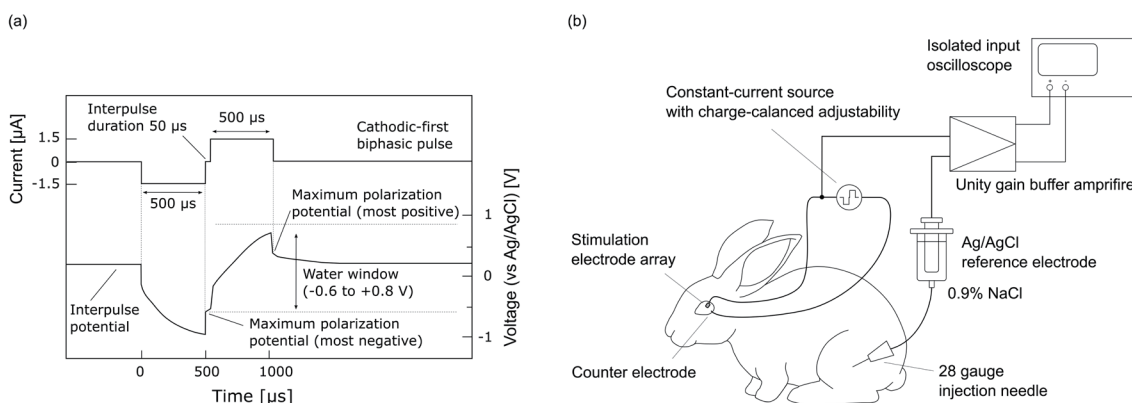 (a)
Interpulse
duration 50 µs
500 µs
Cathodic-first
biphasic pulse
Current [µA]
1.5
0
-1.5
500 µs
Maximum polarization
potential (most positive)
1
Water window
(-0.6 to +0.8 V)
0
Voltage (vs Ag/AgCl) [V]
Interpulse
potential
Maximum polarization
potential (most negative)
-1
0
500
1000
Time [µs]
(b)
Isolated input
oscilloscope
+
-
Constant-current source
with charge-calanced adjustability
Unity gain buffer amprifire
Stimulation
electrode array
Ag/AgCl
reference electrode
0.9% NaCl
Counter electrode
28 gauge
injection needle